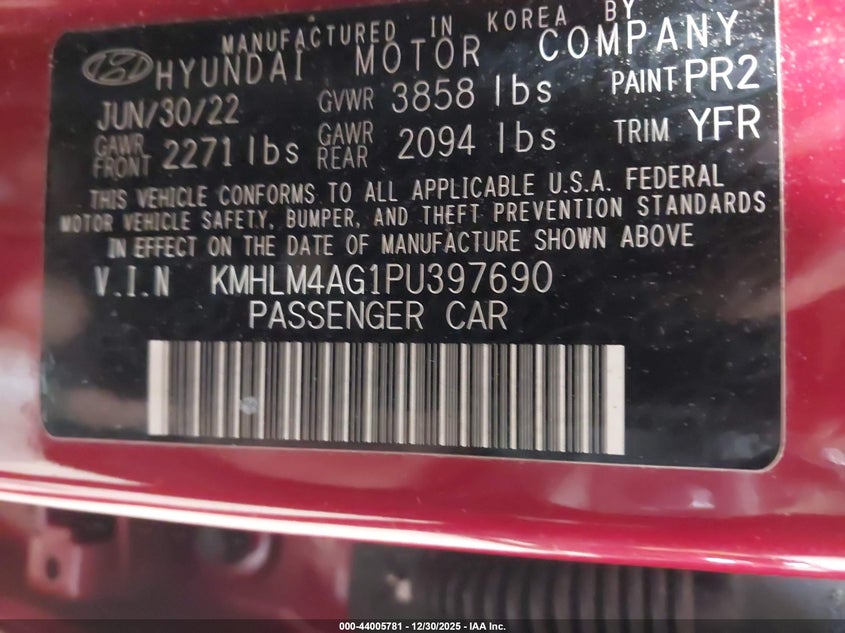 MANUFACTURED IN KOREA BY
HYUNDAI MOTOR COMPANY
JUN/30/22 GVWR 3858 lbs PAINT PR2
GAWR FRONT 2271 lbs GAWR REAR 2094 lbs TRIM YFR
THIS VEHICLE CONFORMS TO ALL APPLICABLE U.S.A. FEDERAL
MOTOR VEHICLE SAFETY, BUMPER, AND THEFT PREVENTION STANDARDS
IN EFFECT ON THE DATE OF MANUFACTURE SHOWN ABOVE
V.I.N KMHLM4AG1PU397690
PASSENGER CAR
000-44005781 - 12/30/2025 - IAA Inc.